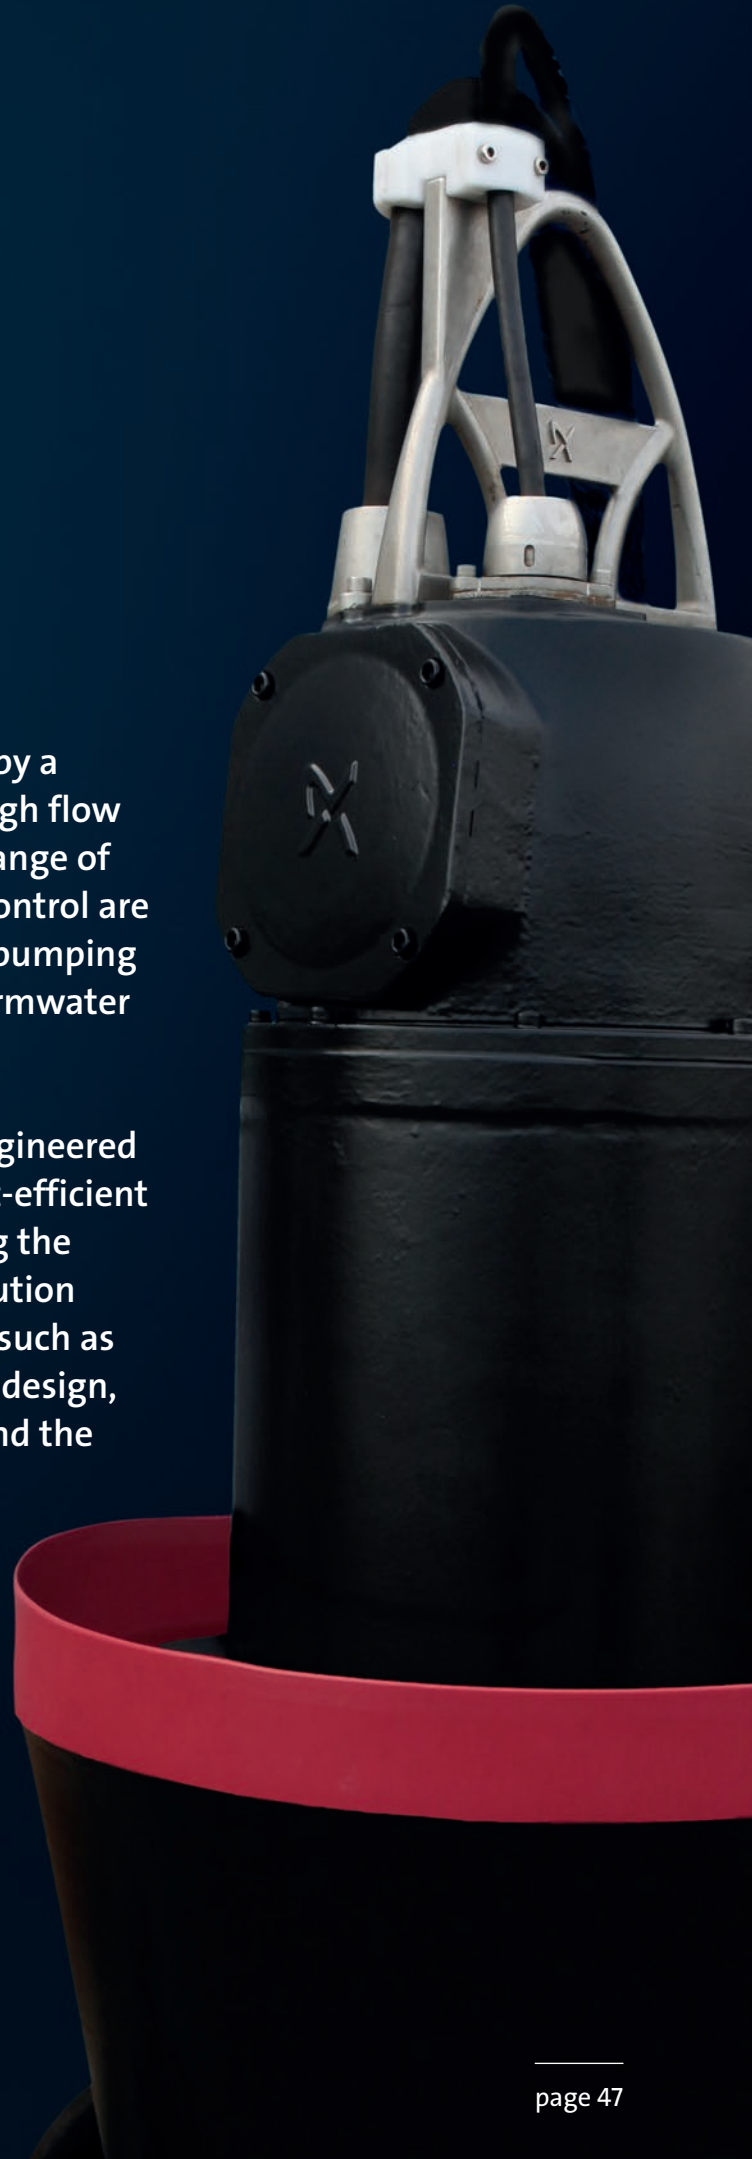 by a
gh flow
ange of
ontrol are
pumping
rmwater
gineered
-efficient
g the
ution
such as
design,
nd the
page 47